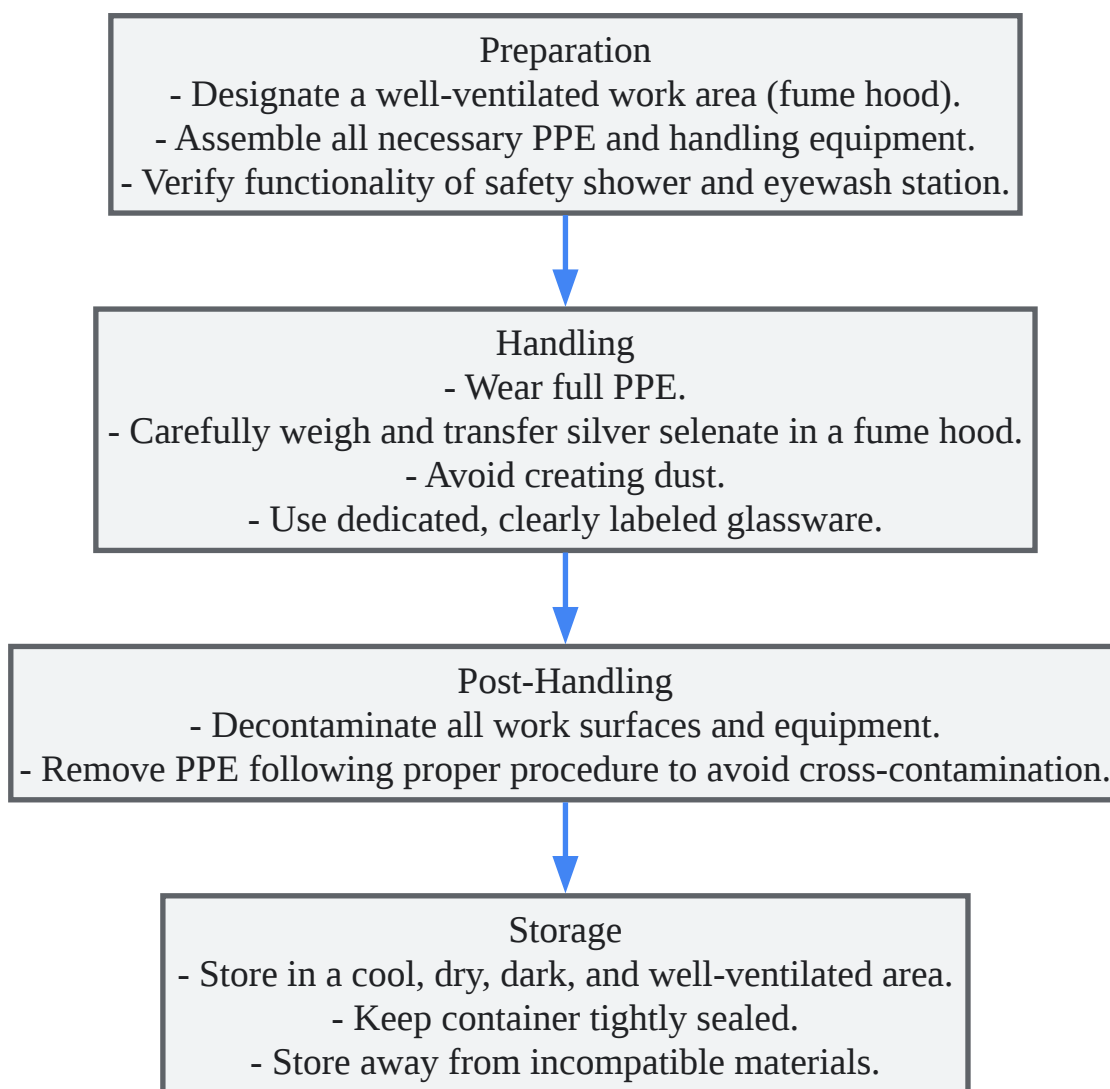 Preparation
- Designate a well-ventilated work area (fume hood).
- Assemble all necessary PPE and handling equipment.
- Verify functionality of safety shower and eyewash station.
Handling
- Wear full PPE.
- Carefully weigh and transfer silver selenate in a fume hood.
- Avoid creating dust.
- Use dedicated, clearly labeled glassware.
Post-Handling
- Decontaminate all work surfaces and equipment.
- Remove PPE following proper procedure to avoid cross-contamination.
Storage
- Store in a cool, dry, dark, and well-ventilated area.
- Keep container tightly sealed.
- Store away from incompatible materials.